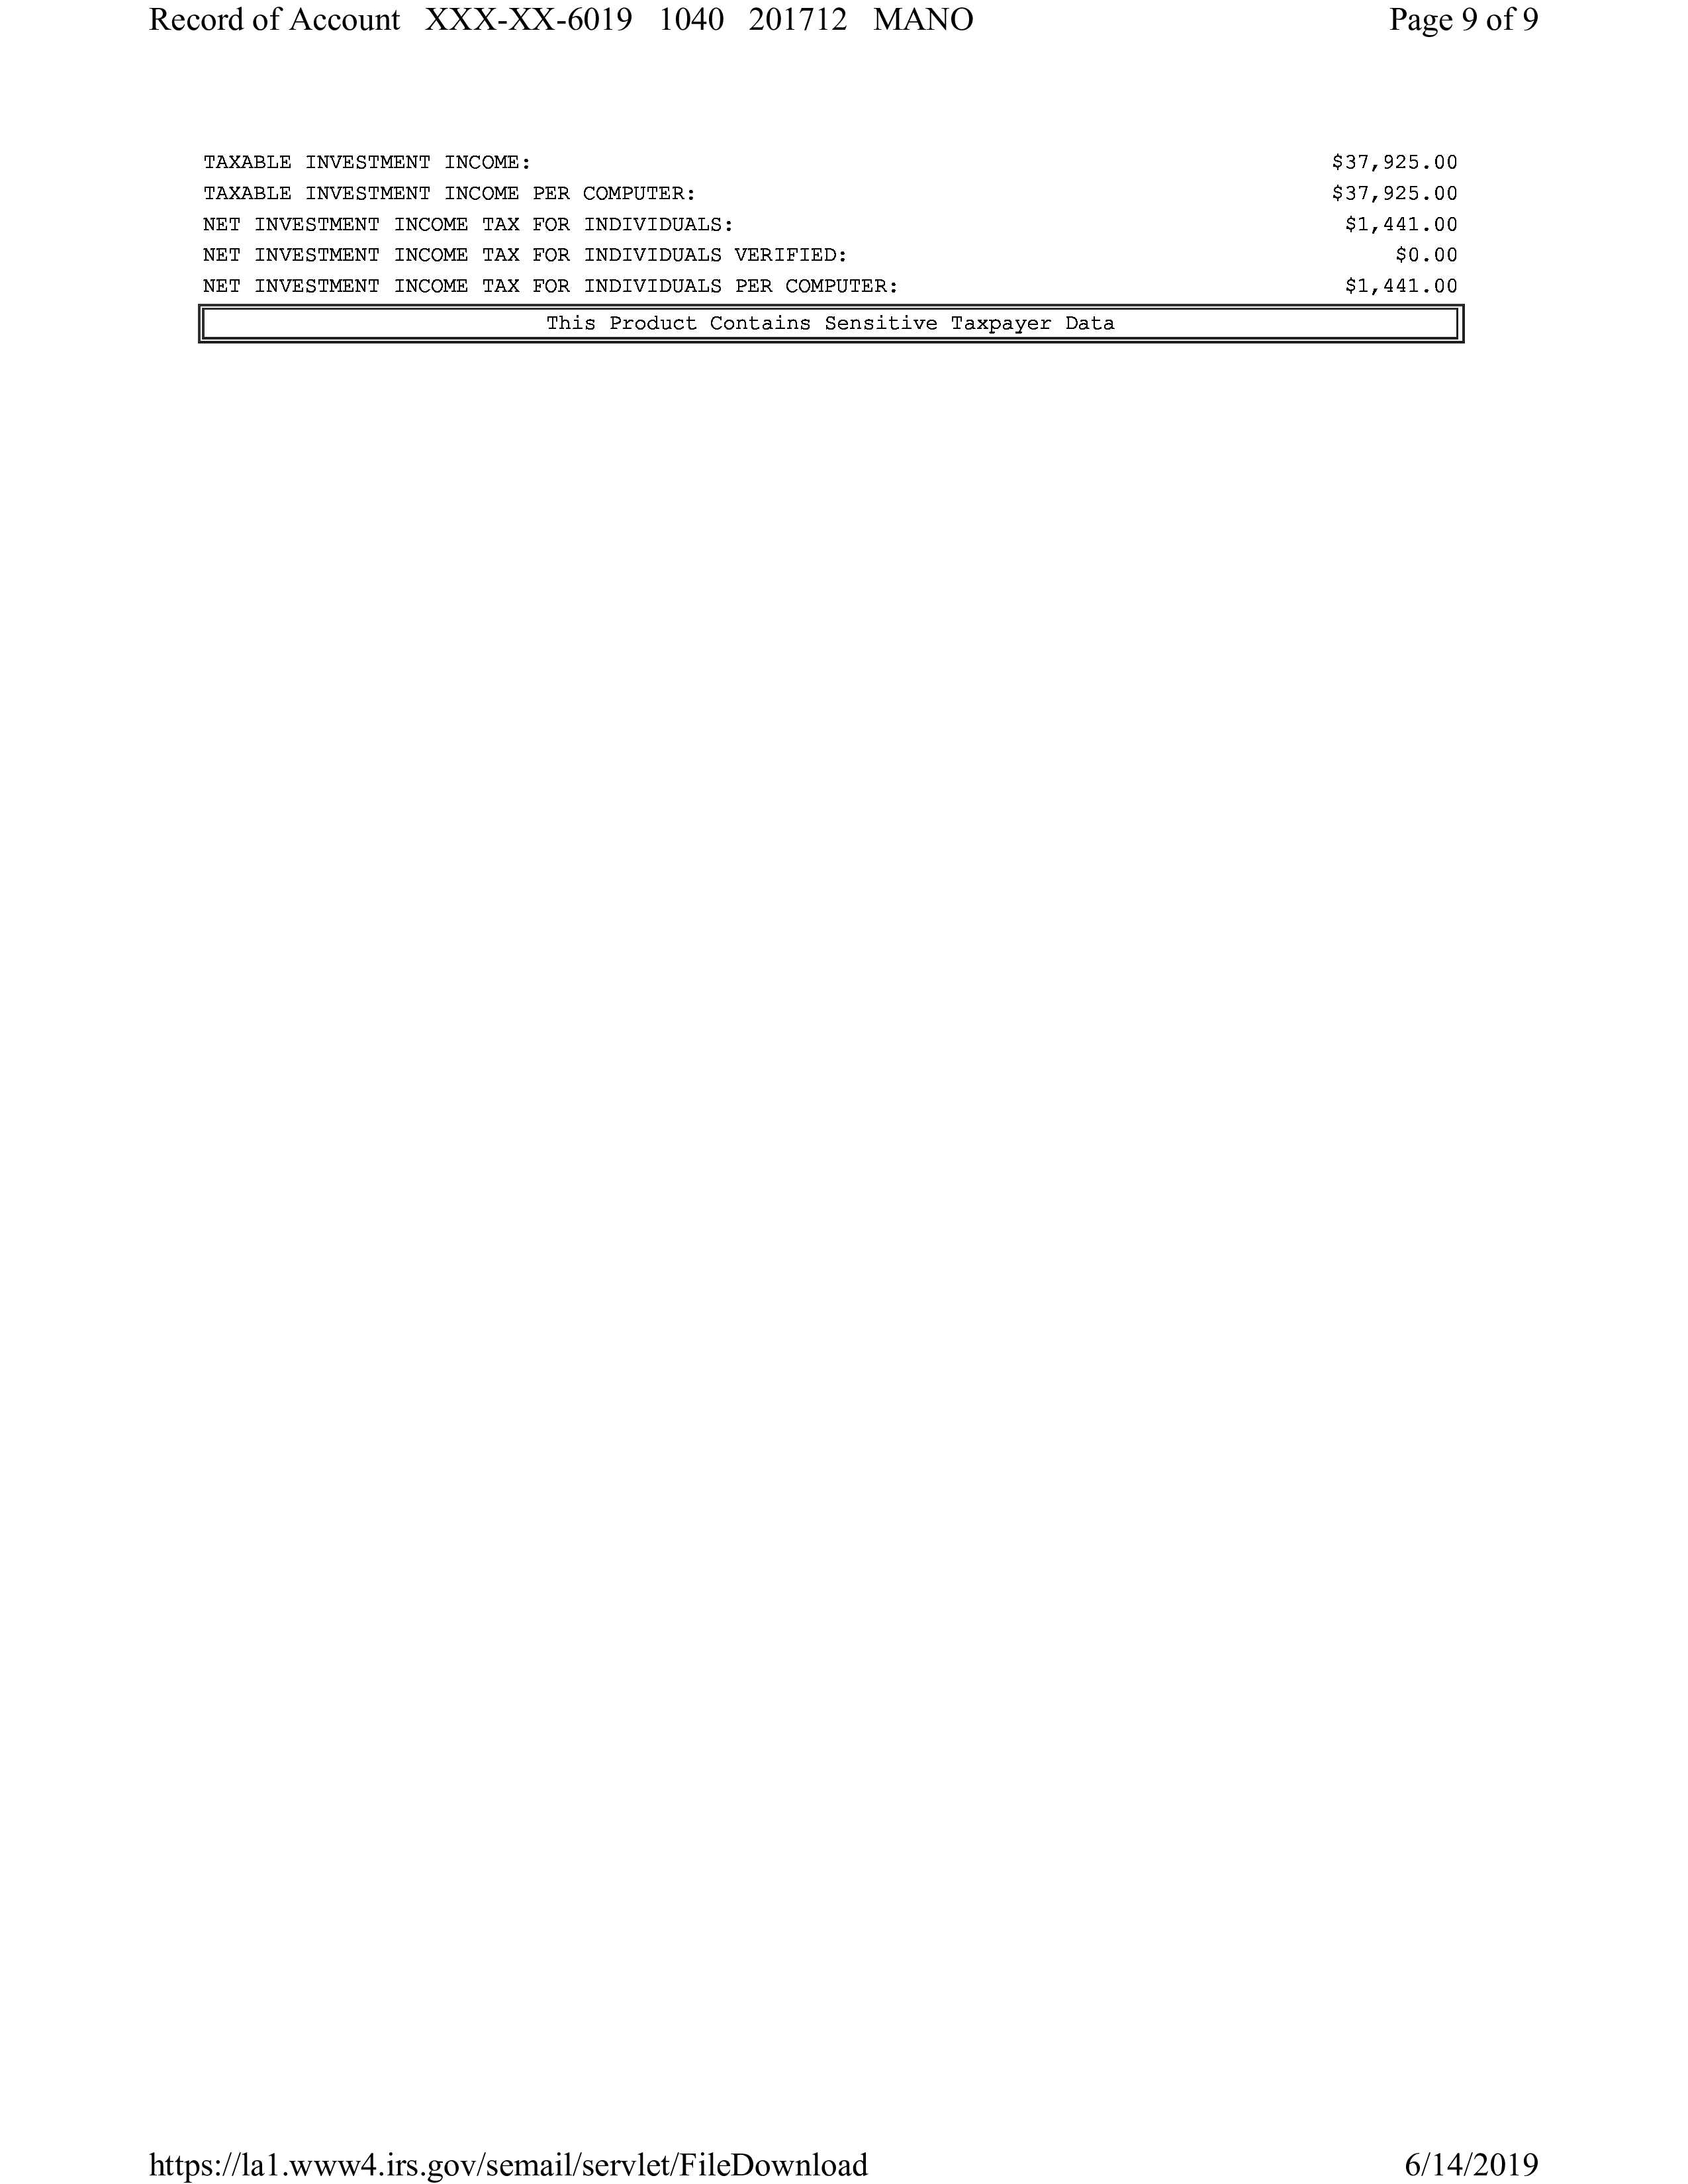 Record of Account XXX-XX-6019 1040 201712 MANO Page 9 of 9
TAXABLE INVESTMENT INCOME: $37,925.00
TAXABLE INVESTMENT INCOME PER COMPUTER: $37,925.00
NET INVESTMENT INCOME TAX FOR INDIVIDUALS: $1,441.00
NET INVESTMENT INCOME TAX FOR INDIVIDUALS VERIFIED: $0.00
NET INVESTMENT INCOME TAX FOR INDIVIDUALS PER COMPUTER: $1,441.00
This Product Contains Sensitive Taxpayer Data
https://la1.www4.irs.gov/semail/servlet/FileDownload 6/14/2019